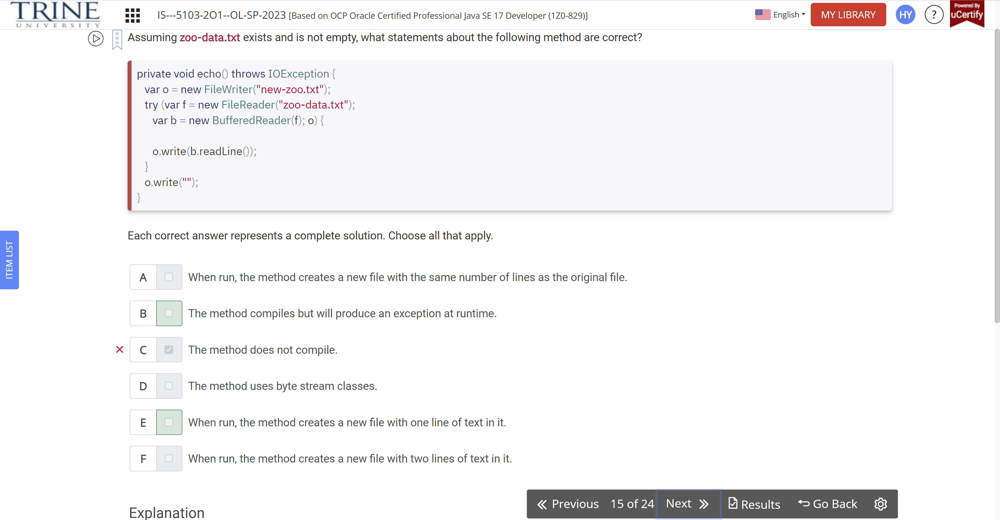 TRINE
UNIVERSITY
IS---5103-2O1--OL-SP-2023 [Based on OCP Oracle Certified Professional Java SE 17 Developer (1Z0-829)]
English
MY LIBRARY
HY
?
Powered By
uCertify
Assuming zoo-data.txt exists and is not empty, what statements about the following method are correct?
private void echo() throws IOException {
var o = new FileWriter("new-zoo.txt");
try (var f = new FileReader("zoo-data.txt");
var b = new BufferedReader(f); o) {
o.write(b.readLine());
}
o.write("");
}
Each correct answer represents a complete solution. Choose all that apply.
ITEM LIST
A When run, the method creates a new file with the same number of lines as the original file.
B The method compiles but will produce an exception at runtime.
C The method does not compile.
D The method uses byte stream classes.
E When run, the method creates a new file with one line of text in it.
F When run, the method creates a new file with two lines of text in it.
Previous 15 of 24 Next Results Go Back
Explanation